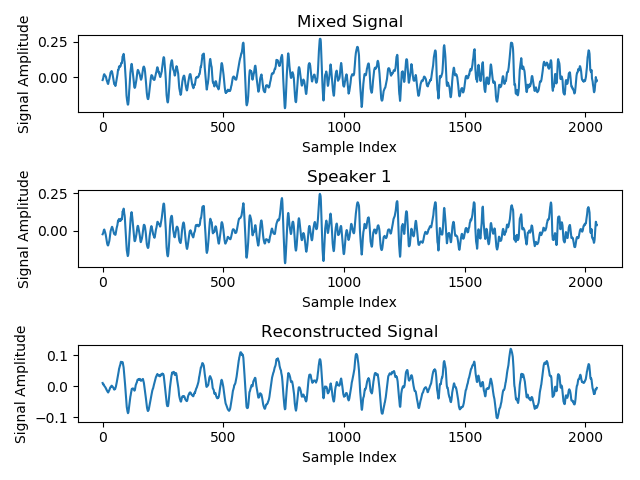 Mixed Signal
Signal Amplitude
0.25
0.00
0 500 1000 1500 2000
Sample Index
Speaker 1
Signal Amplitude
0.25
0.00
0 500 1000 1500 2000
Sample Index
Reconstructed Signal
Signal Amplitude
0.1
0.0
−0.1
0 500 1000 1500 2000
Sample Index